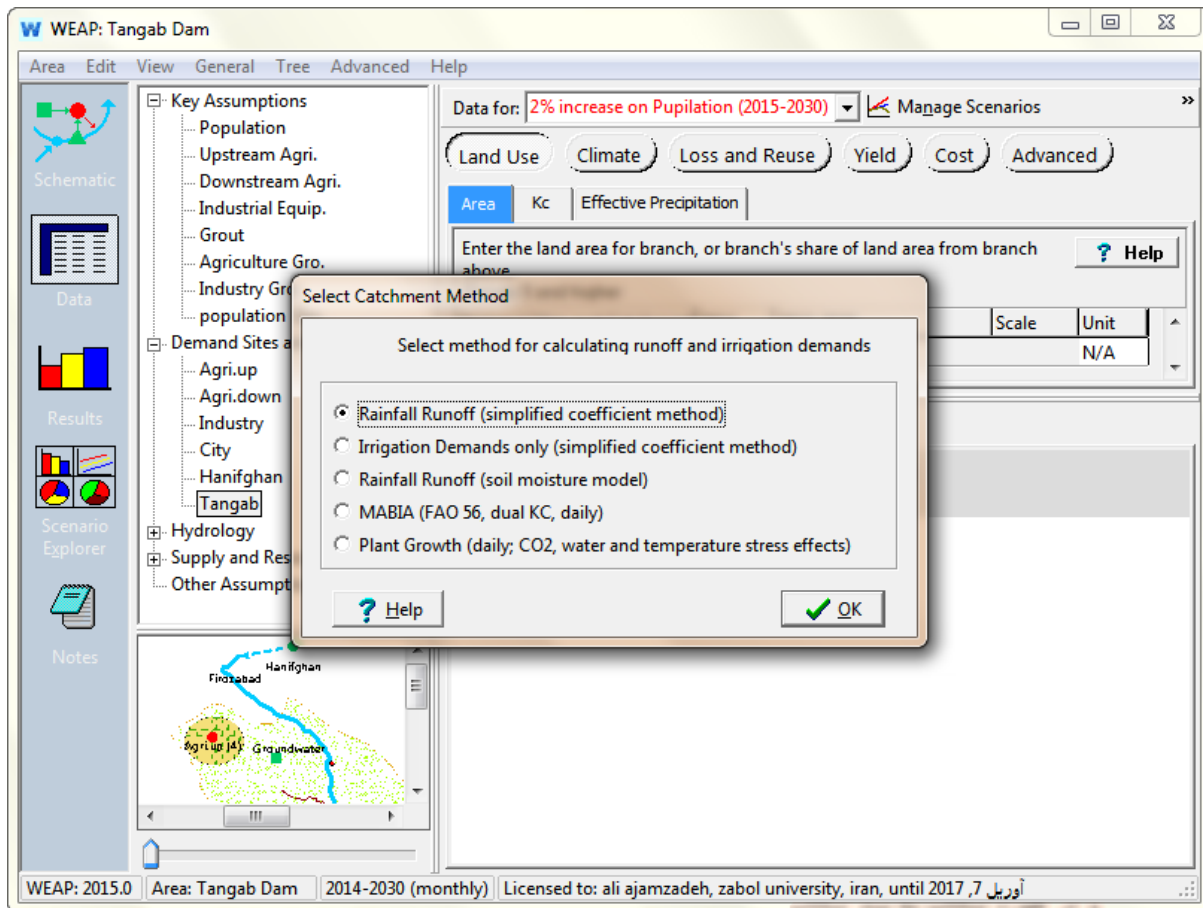 WEAP: Tangab Dam
Area Edit View General Tree Advanced Help
Schematic
Data
Results
Scenario
Explorer
Notes
Key Assumptions
Population
Upstream Agri.
Downstream Agri.
Industrial Equip.
Grout
Agriculture Gro.
Industry Gr
population
Demand Sites a
Agri.up
Agri.down
Industry
City
Hanifghan
Tangab
Hydrology
Supply and Res
Other Assumpt
Data for: 2% increase on Pupilation (2015-2030) Manage Scenarios »
Land Use Climate Loss and Reuse Yield Cost Advanced
Area Kc Effective Precipitation
Enter the land area for branch, or branch's share of land area from branch
above
? Help
Scale Unit
N/A
Select Catchment Method
Select method for calculating runoff and irrigation demands
Rainfall Runoff (simplified coefficient method)
Irrigation Demands only (simplified coefficient method)
Rainfall Runoff (soil moisture model)
MABIA (FAO 56, dual KC, daily)
Plant Growth (daily; CO2, water and temperature stress effects)
? Help
OK
Hanifghan
Firozabad
Agri up (4)
Groundwater
WEAP: 2015.0 Area: Tangab Dam 2014-2030 (monthly) Licensed to: ali ajamzadeh, zabol university, iran, until 2017 ,7 آوریل